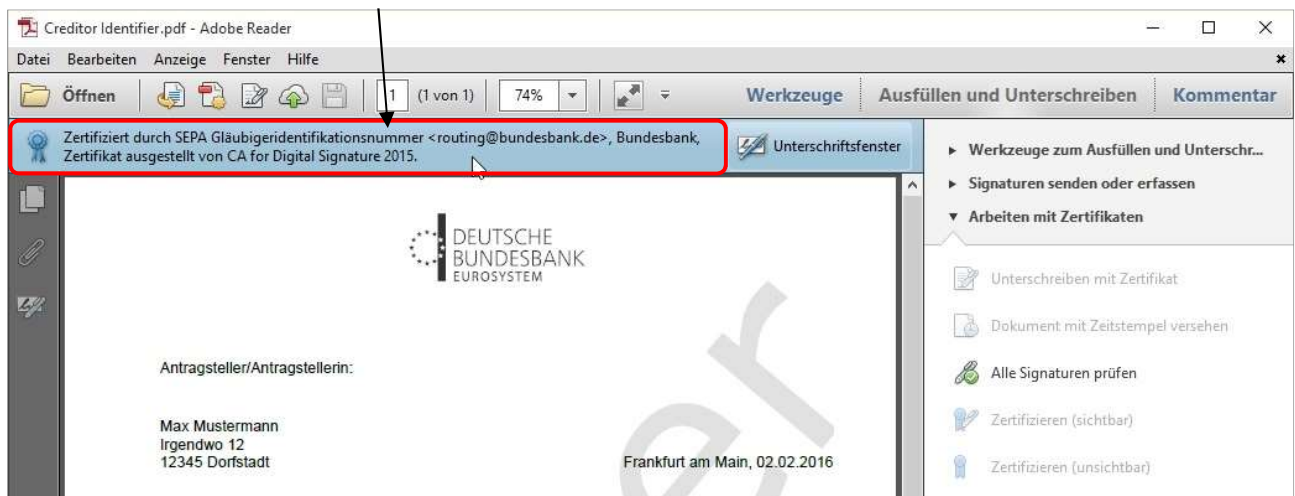 Creditor Identifier.pdf - Adobe Reader
Datei Bearbeiten Anzeige Fenster Hilfe
Öffnen 1 (1 von 1) 74% Werkzeuge Ausfüllen und Unterschreiben Kommentar
Zertifiziert durch SEPA Gläubigeridentifikationsnummer <routing@bundesbank.de>, Bundesbank,
Zertifikat ausgestellt von CA for Digital Signature 2015.
Unterschriftsfenster
DEUTSCHE
BUNDESBANK
EUROSYSTEM
Antragsteller/Antragstellerin:
Max Mustermann
Irgendwo 12
12345 Dorfstadt
Frankfurt am Main, 02.02.2016
Werkzeuge zum Ausfüllen und Unterschr...
Signaturen senden oder erfassen
Arbeiten mit Zertifikaten
Unterschreiben mit Zertifikat
Dokument mit Zeitstempel versehen
Alle Signaturen prüfen
Zertifizieren (sichtbar)
Zertifizieren (unsichtbar)